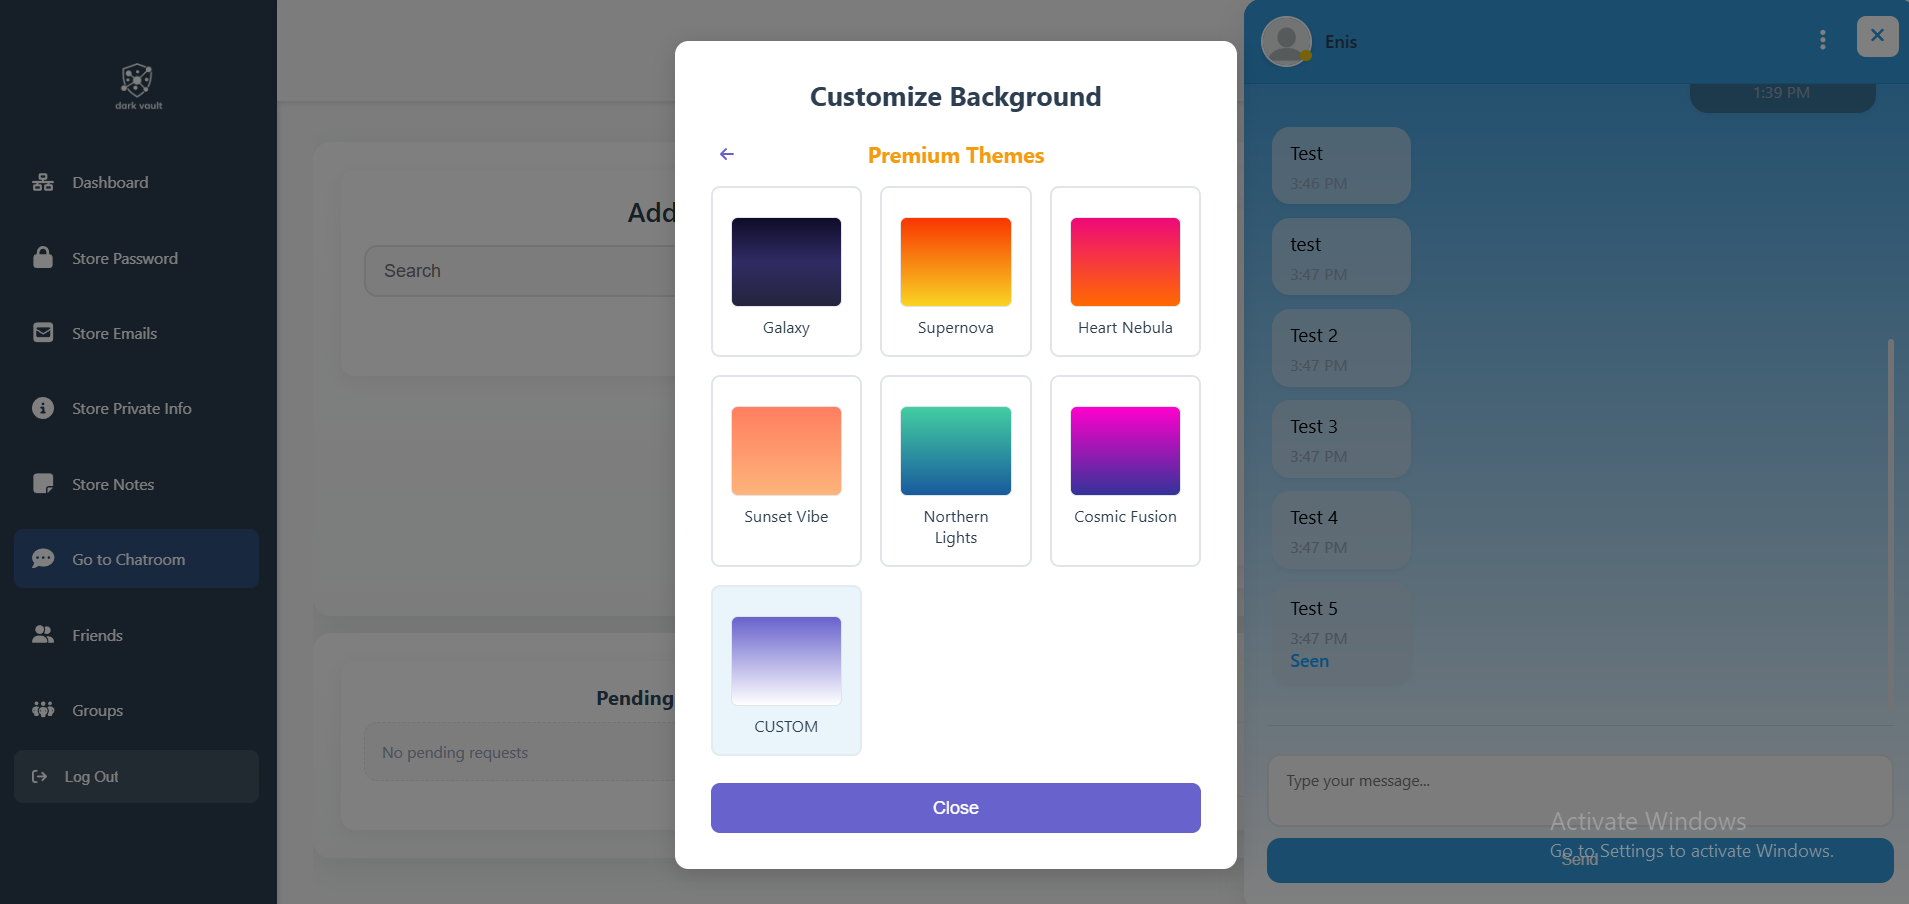 dark vault
Dashboard
Store Password
Store Emails
Store Private Info
Store Notes
Go to Chatroom
Friends
Groups
Log Out
Add
Search
Pending
No pending requests
Customize Background
Premium Themes
Galaxy
Supernova
Heart Nebula
Sunset Vibe
Northern
Lights
Cosmic Fusion
CUSTOM
Close
Enis
1:39 PM
Test
3:46 PM
test
3:47 PM
Test 2
3:47 PM
Test 3
3:47 PM
Test 4
3:47 PM
Test 5
3:47 PM
Seen
Type your message...
Send
Activate Windows
Go to Settings to activate Windows.